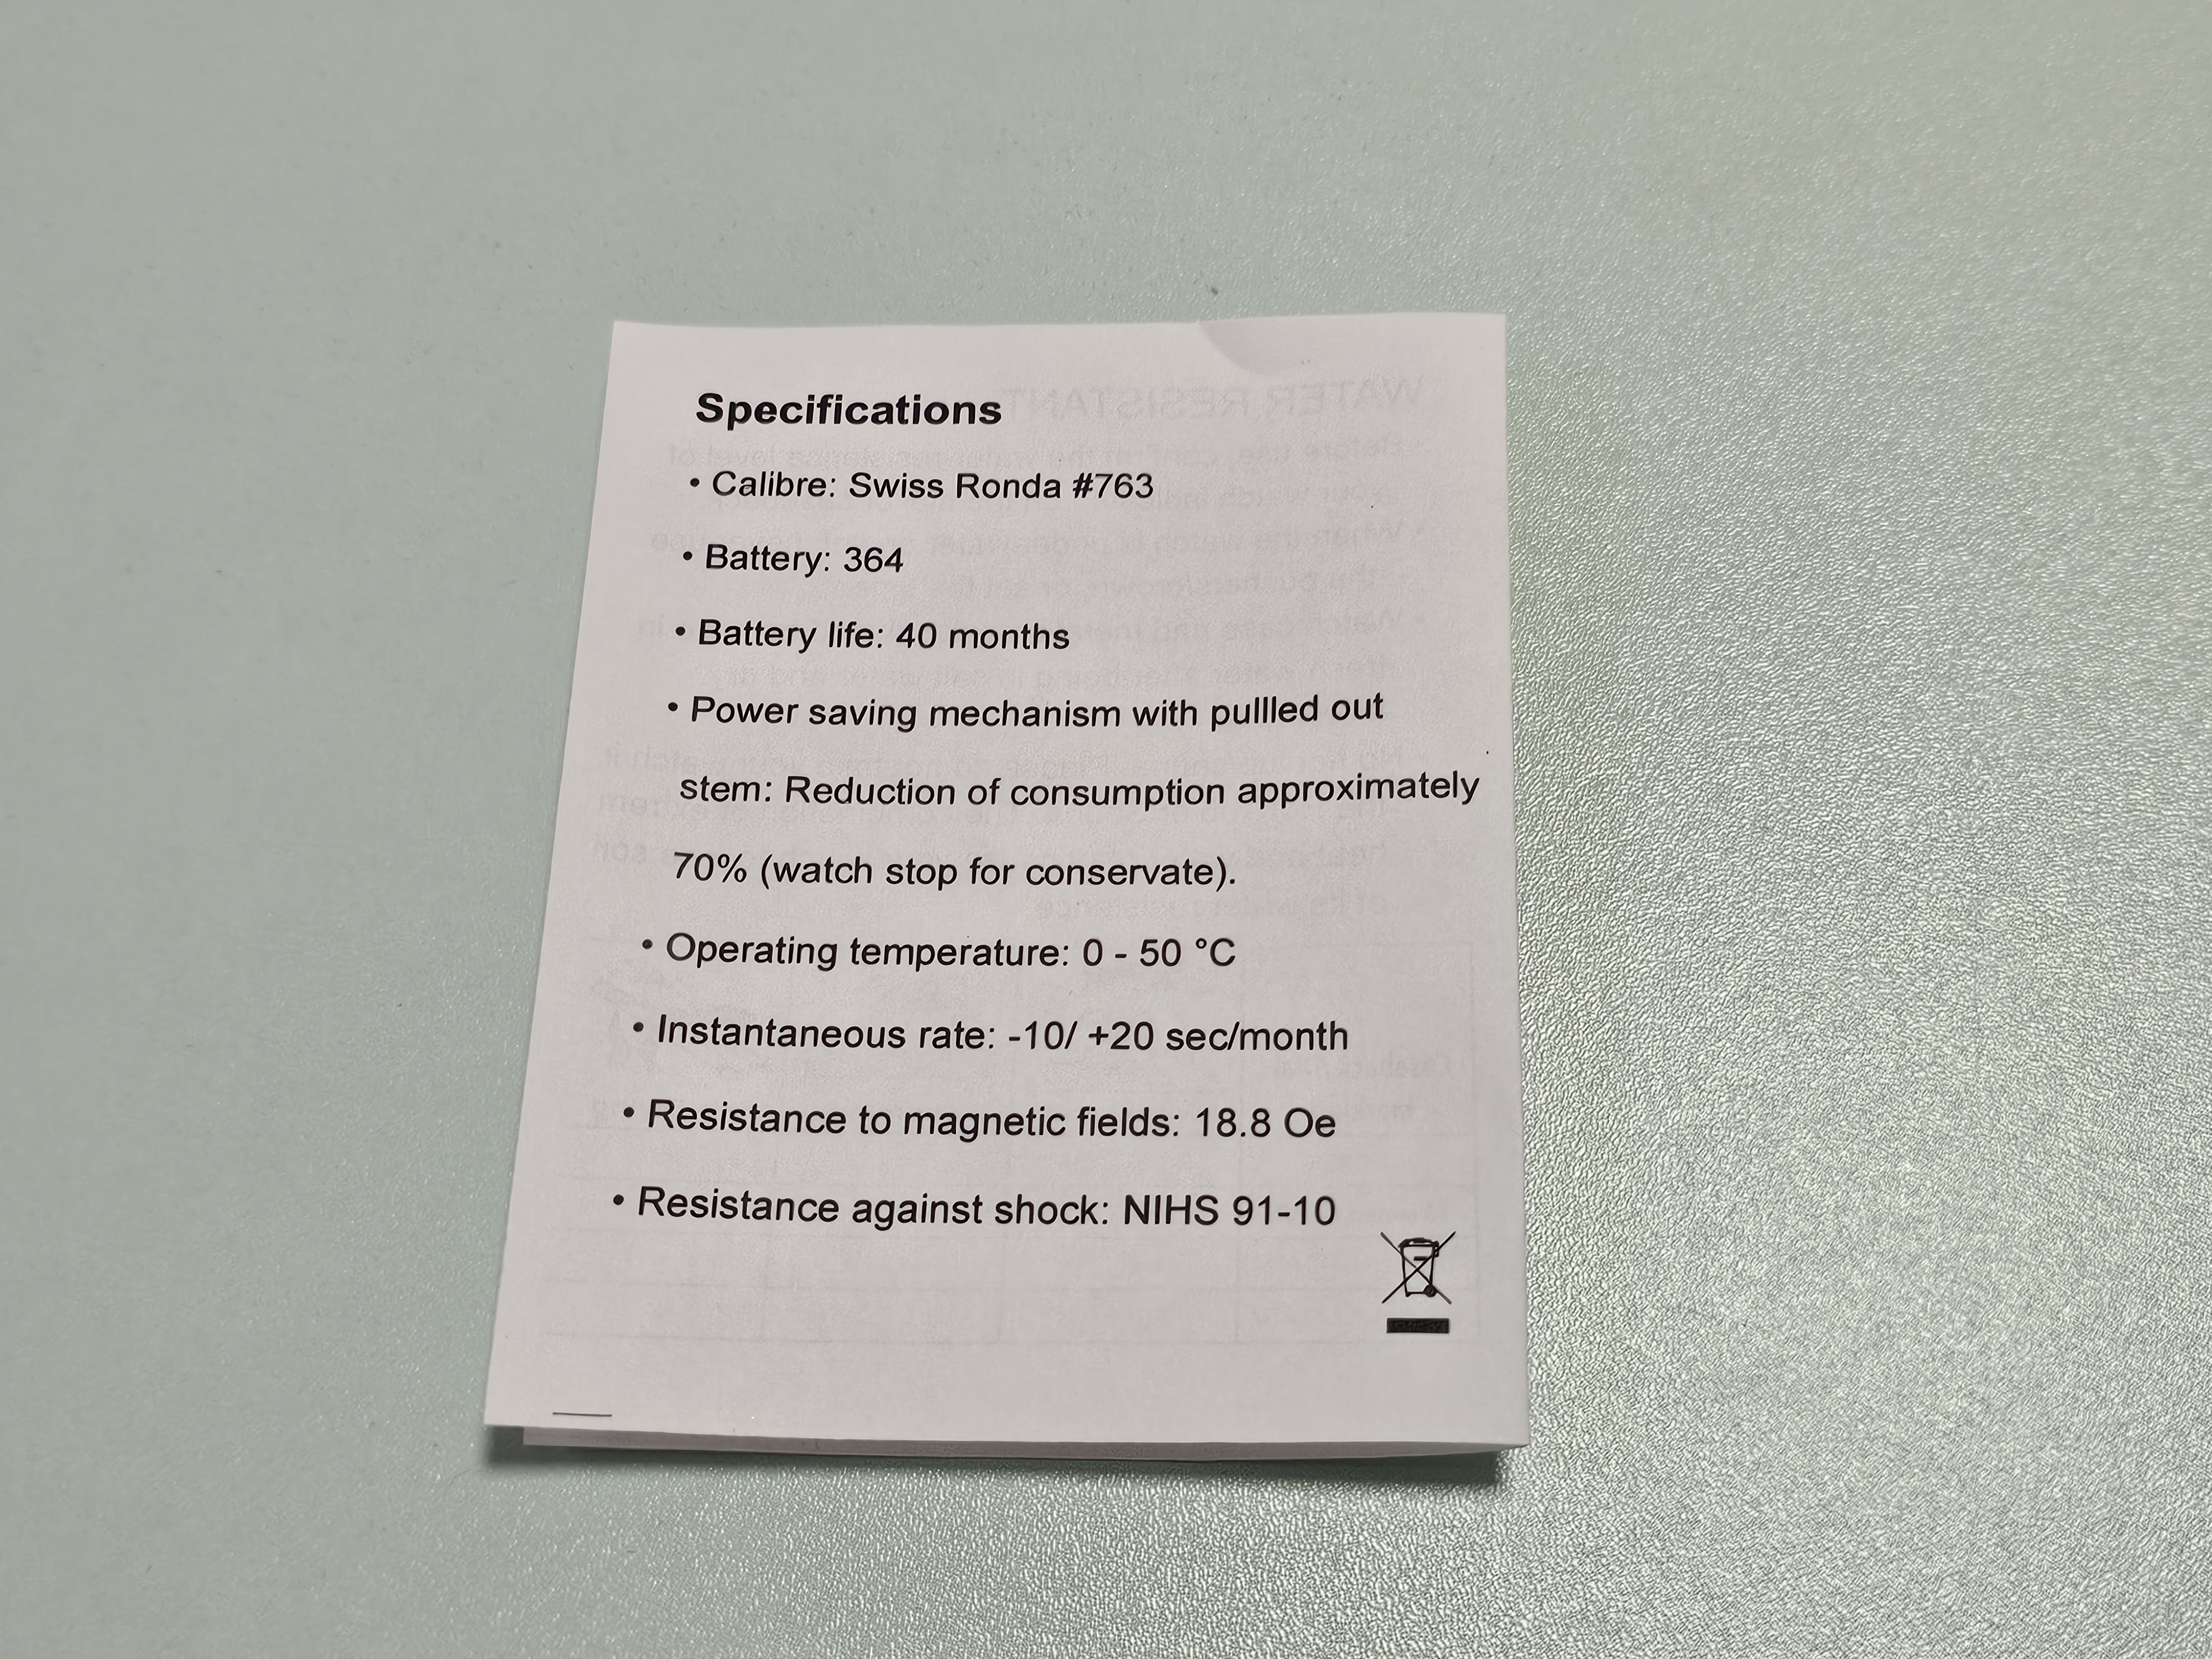 Specifications
• Calibre: Swiss Ronda #763
• Battery: 364
• Battery life: 40 months
• Power saving mechanism with pullled out
stem: Reduction of consumption approximately
70% (watch stop for conservate).
• Operating temperature: 0 - 50 °C
• Instantaneous rate: -10/ +20 sec/month
• Resistance to magnetic fields: 18.8 Oe
• Resistance against shock: NIHS 91-10